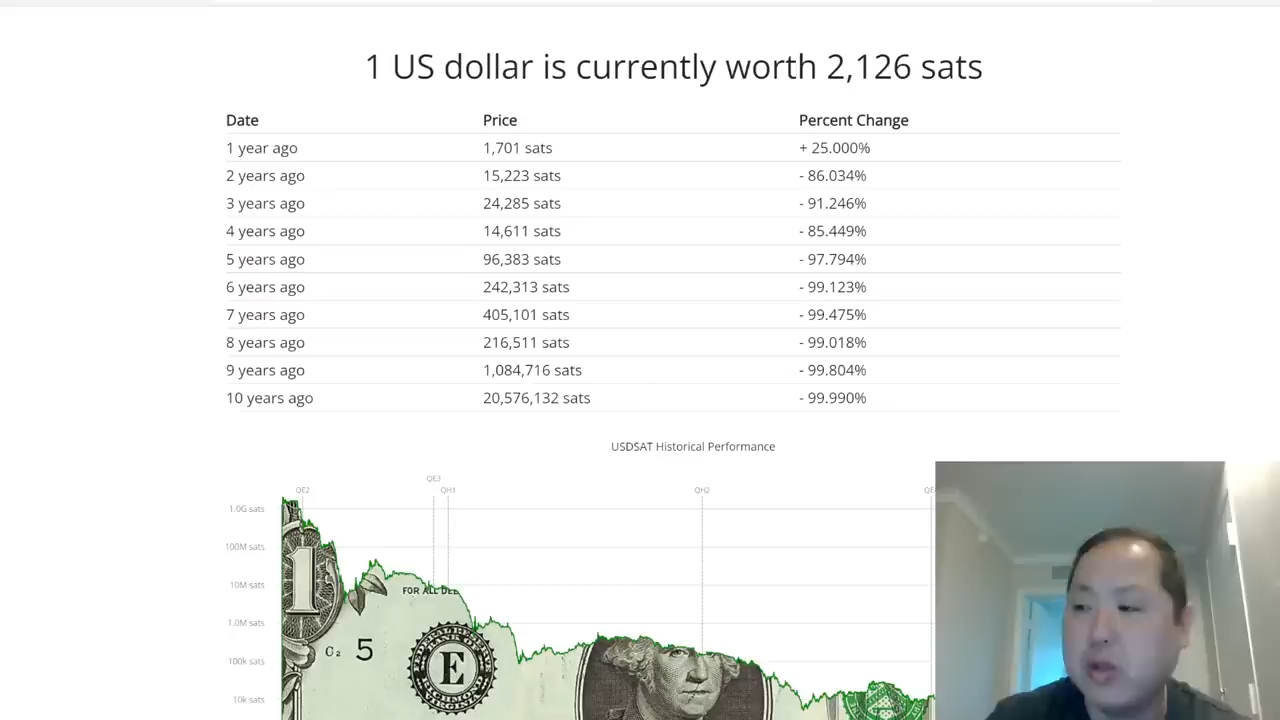 1 US dollar is currently worth 2,126 sats
Date Price Percent Change
1 year ago 1,701 sats + 25.000%
2 years ago 15,223 sats - 86.034%
3 years ago 24,285 sats - 91.246%
4 years ago 14,611 sats - 85.449%
5 years ago 96,383 sats - 97.794%
6 years ago 242,313 sats - 99.123%
7 years ago 405,101 sats - 99.475%
8 years ago 216,511 sats - 99.018%
9 years ago 1,084,716 sats - 99.804%
10 years ago 20,576,132 sats - 99.990%
USDSAT Historical Performance
QE3
QE2 QH1 QH2 QE
1.0G sats
100M sats
10M sats
FOR ALL DE
1.0M sats
1
C2 5
E
100k sats
10k sats